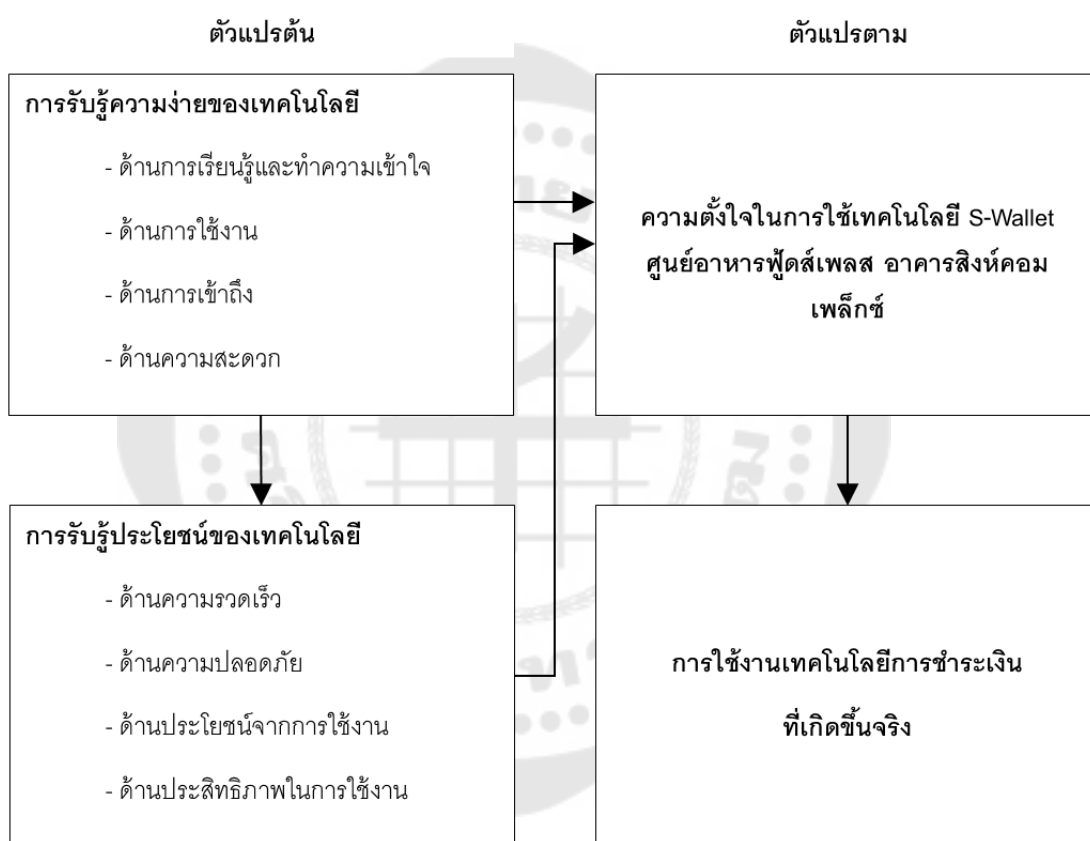 ตัวแปรต้น
ตัวแปรตาม
การรับรู้ความง่ายของเทคโนโลยี
- ด้านการเรียนรู้และทำความเข้าใจ
- ด้านการใช้งาน
- ด้านการเข้าถึง
- ด้านความสะดวก
ความตั้งใจในการใช้เทคโนโลยี S-Wallet
ศูนย์อาหารฟู้ดส์เพลส อาคารสิงห์คอม
เพล็กซ์
การรับรู้ประโยชน์ของเทคโนโลยี
- ด้านความรวดเร็ว
- ด้านความปลอดภัย
- ด้านประโยชน์จากการใช้งาน
- ด้านประสิทธิภาพในการใช้งาน
การใช้งานเทคโนโลยีการชำระเงิน
ที่เกิดขึ้นจริง